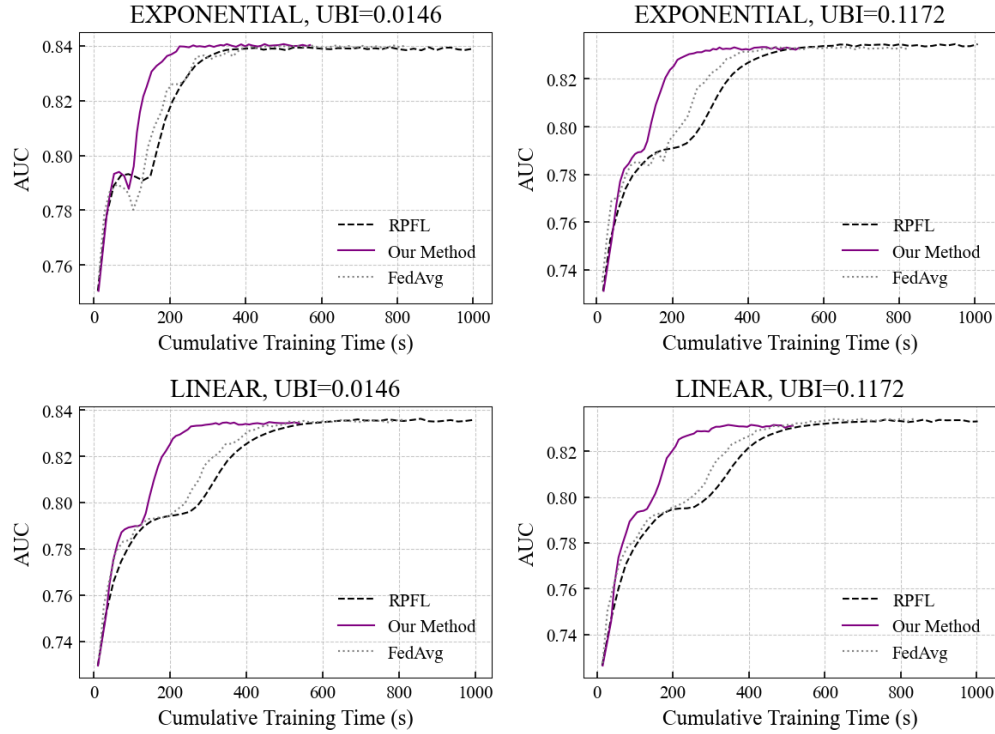 EXPONENTIAL, UBI=0.0146
0.84
0.82
0.80
0.78
0.76
AUC
RPFL
Our Method
FedAvg
0 200 400 600 800 1000
Cumulative Training Time (s)
EXPONENTIAL, UBI=0.1172
0.82
0.80
0.78
0.76
0.74
AUC
RPFL
Our Method
FedAvg
0 200 400 600 800 1000
Cumulative Training Time (s)
LINEAR, UBI=0.0146
0.84
0.82
0.80
0.78
0.76
0.74
AUC
RPFL
Our Method
FedAvg
0 200 400 600 800 1000
Cumulative Training Time (s)
LINEAR, UBI=0.1172
0.82
0.80
0.78
0.76
0.74
AUC
RPFL
Our Method
FedAvg
0 200 400 600 800 1000
Cumulative Training Time (s)